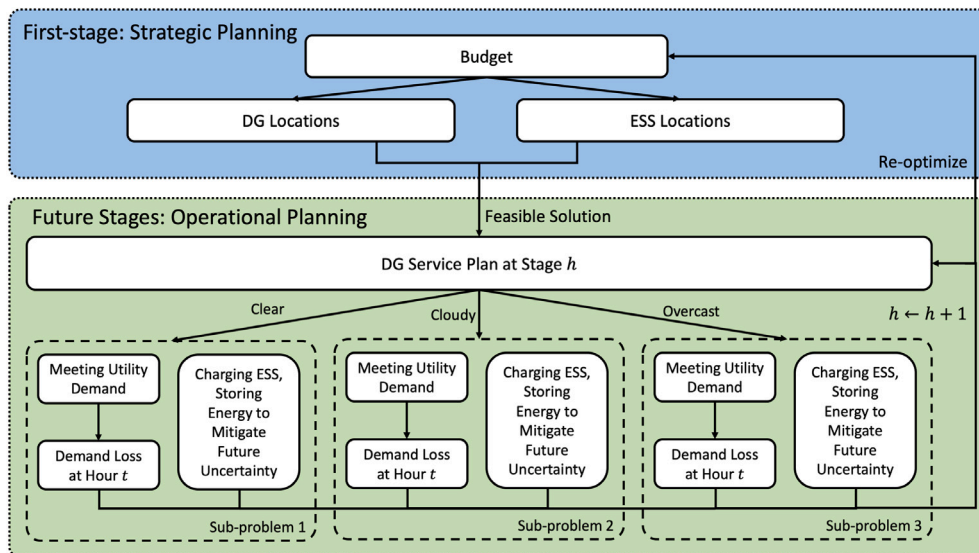 First-stage: Strategic Planning
Budget
DG Locations
ESS Locations
Re-optimize
Future Stages: Operational Planning
Feasible Solution
DG Service Plan at Stage h
Clear
Cloudy
Overcast
h ← h + 1
Meeting Utility
Demand
Demand Loss
at Hour t
Charging ESS,
Storing
Energy to
Mitigate
Future
Uncertainty
Sub-problem 1
Meeting Utility
Demand
Demand Loss
at Hour t
Charging ESS,
Storing
Energy to
Mitigate
Future
Uncertainty
Sub-problem 2
Meeting Utility
Demand
Demand Loss
at Hour t
Charging ESS,
Storing
Energy to
Mitigate
Future
Uncertainty
Sub-problem 3